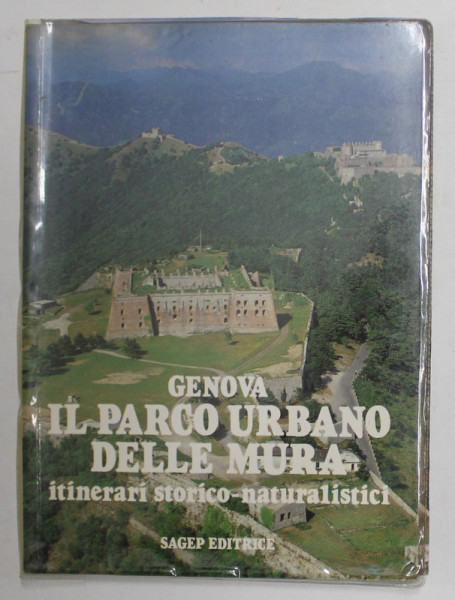 GENOVA
IL PARCO URBANO
DELLE MURA
itinerari storico-naturalistici
SAGEP EDITRICE